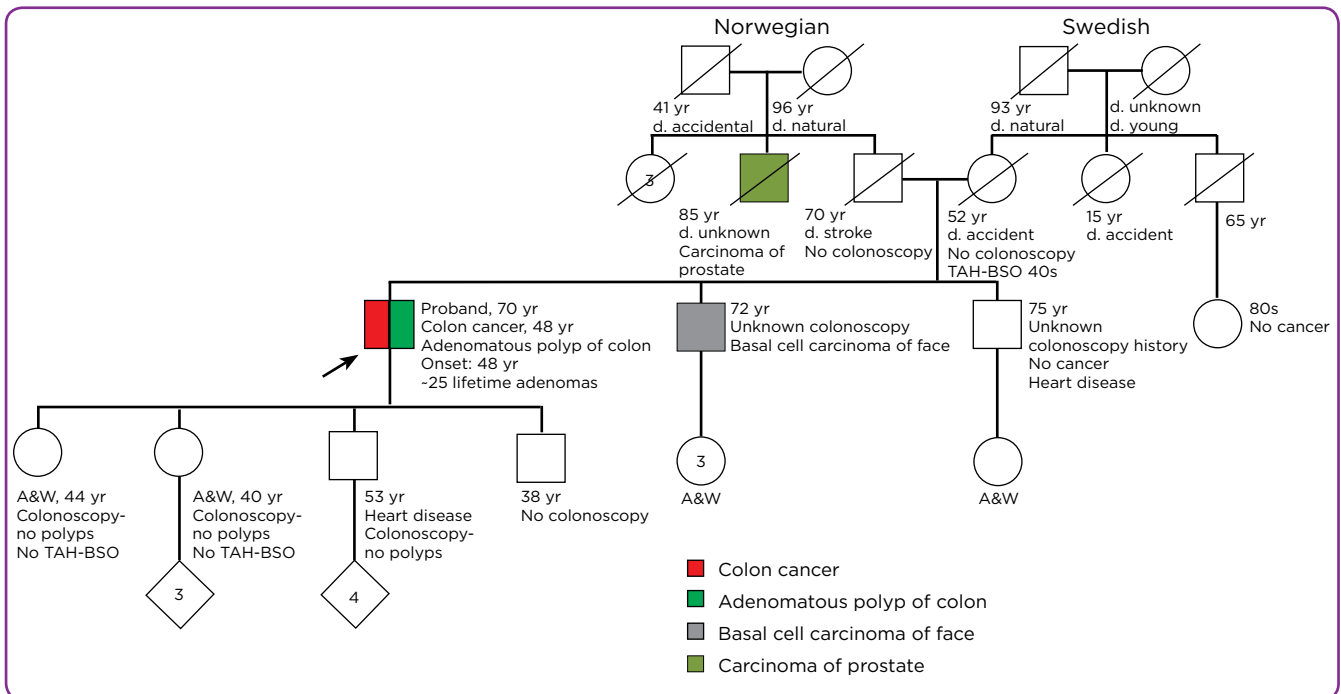 Norwegian
Swedish
41 yr
d. accidental
96 yr
d. natural
93 yr
d. natural
d. unknown
d. young
3
85 yr
d. unknown
Carcinoma of
prostate
70 yr
d. stroke
No colonoscopy
52 yr
d. accident
No colonoscopy
TAH-BSO 40s
15 yr
d. accident
65 yr
Proband, 70 yr
Colon cancer, 48 yr
Adenomatous polyp of colon
Onset: 48 yr
~25 lifetime adenomas
72 yr
Unknown colonoscopy
Basal cell carcinoma of face
75 yr
Unknown
colonoscopy history
No cancer
Heart disease
80s
No cancer
A&W, 44 yr
Colonoscopy-
no polyps
No TAH-BSO
A&W, 40 yr
Colonoscopy-
no polyps
No TAH-BSO
53 yr
Heart disease
Colonoscopy-
no polyps
38 yr
No colonoscopy
3
A&W
A&W
3
4
Colon cancer
Adenomatous polyp of colon
Basal cell carcinoma of face
Carcinoma of prostate